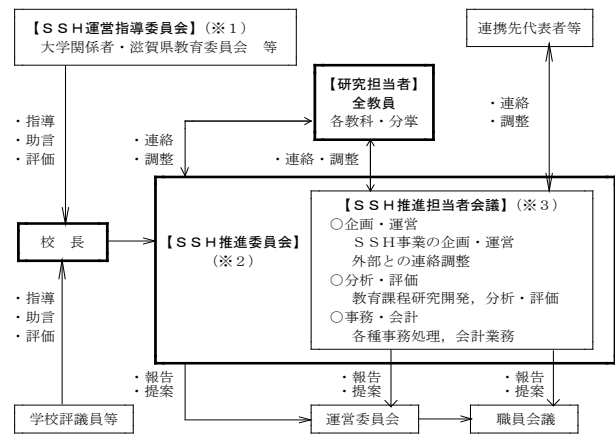 【ＳＳＨ運営指導委員会】（※１）
大学関係者・滋賀県教育委員会　等
連携先代表者等
【研究担当者】
全教員
各教科・分掌
・指導
・助言
・評価
・連絡
・調整
・連絡・調整
・連絡
・調整
校　長
【ＳＳＨ推進委員会】
（※２）
【ＳＳＨ推進担当者会議】（※３）
○企画・運営
ＳＳＨ事業の企画・運営
外部との連絡調整
○分析・評価
教育課程研究開発，分析・評価
○事務・会計
各種事務処理，会計業務
・指導
・助言
・評価
・報告
・提案
・報告
・提案
・報告
・提案
学校評議員等
運営委員会
職員会議